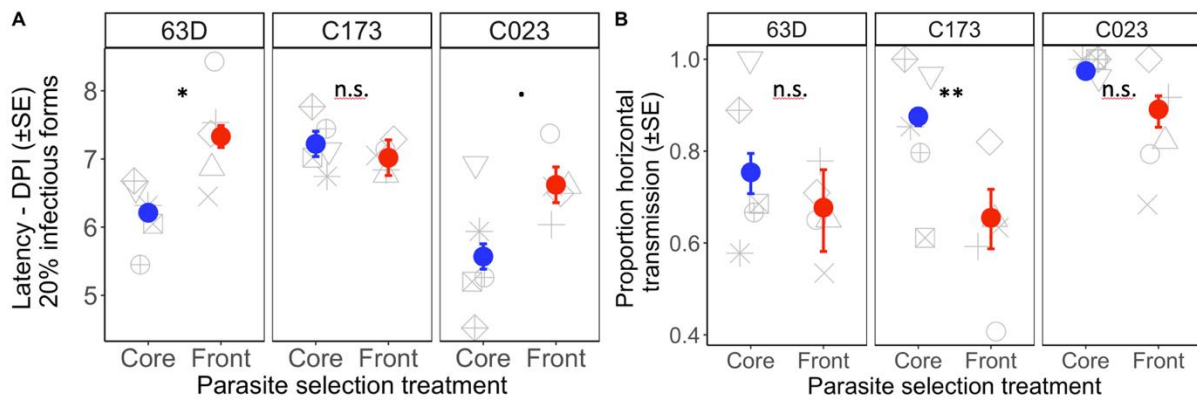 A
63D
C173
C023
Latency - DPI (±SE)
20% infectious forms
8
7
6
5
*
n.s.
.
Core
Front
Core
Front
Core
Front
Parasite selection treatment
B
63D
C173
C023
Proportion horizontal
transmission (±SE)
1.0
0.8
0.6
0.4
n.s.
**
n.s.
Core
Front
Core
Front
Core
Front
Parasite selection treatment